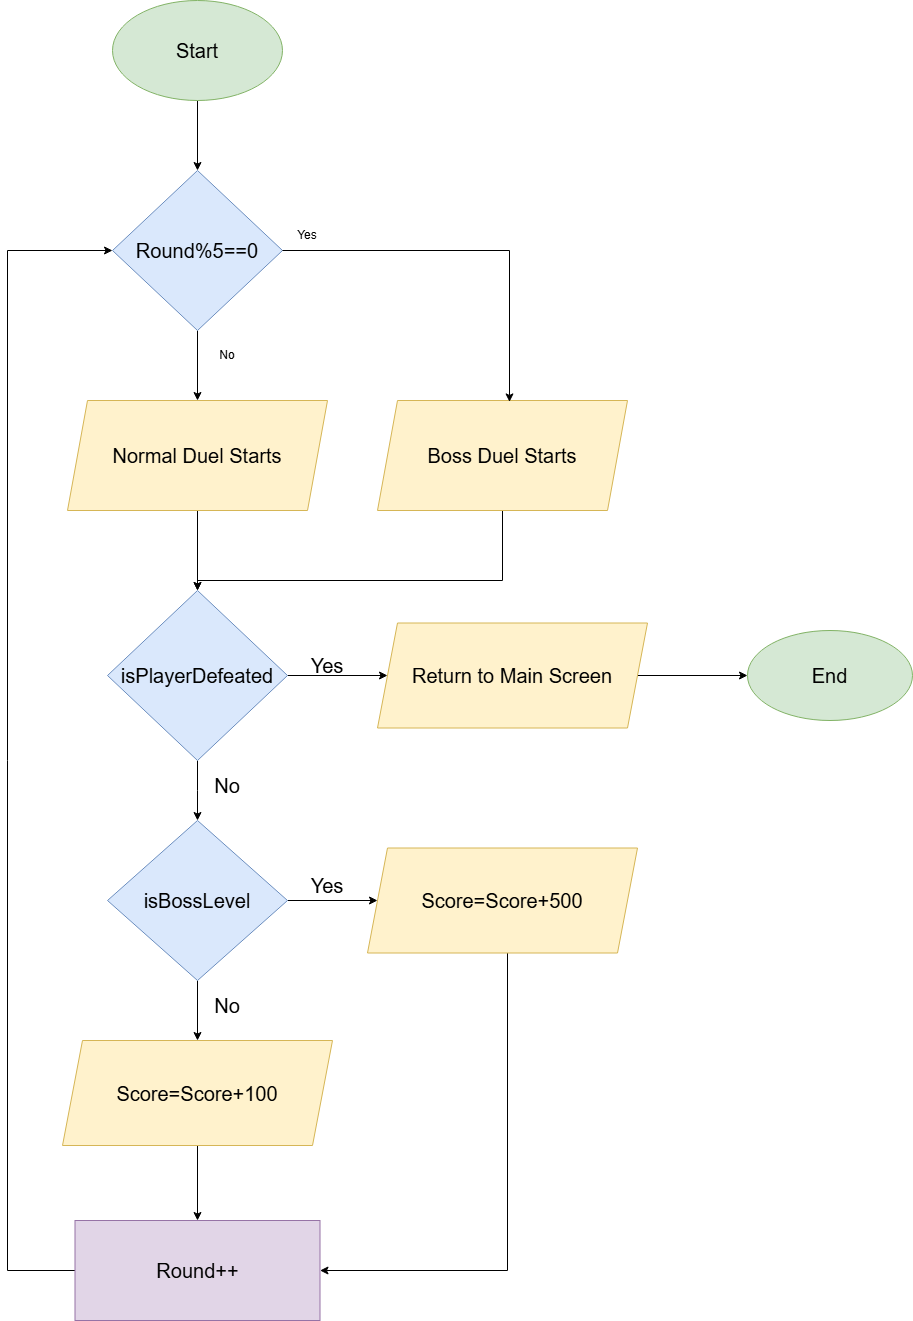 Start
Round%5==0
Yes
No
Normal Duel Starts
Boss Duel Starts
isPlayerDefeated
Yes
Return to Main Screen
End
No
isBossLevel
Yes
Score=Score+500
No
Score=Score+100
Round++